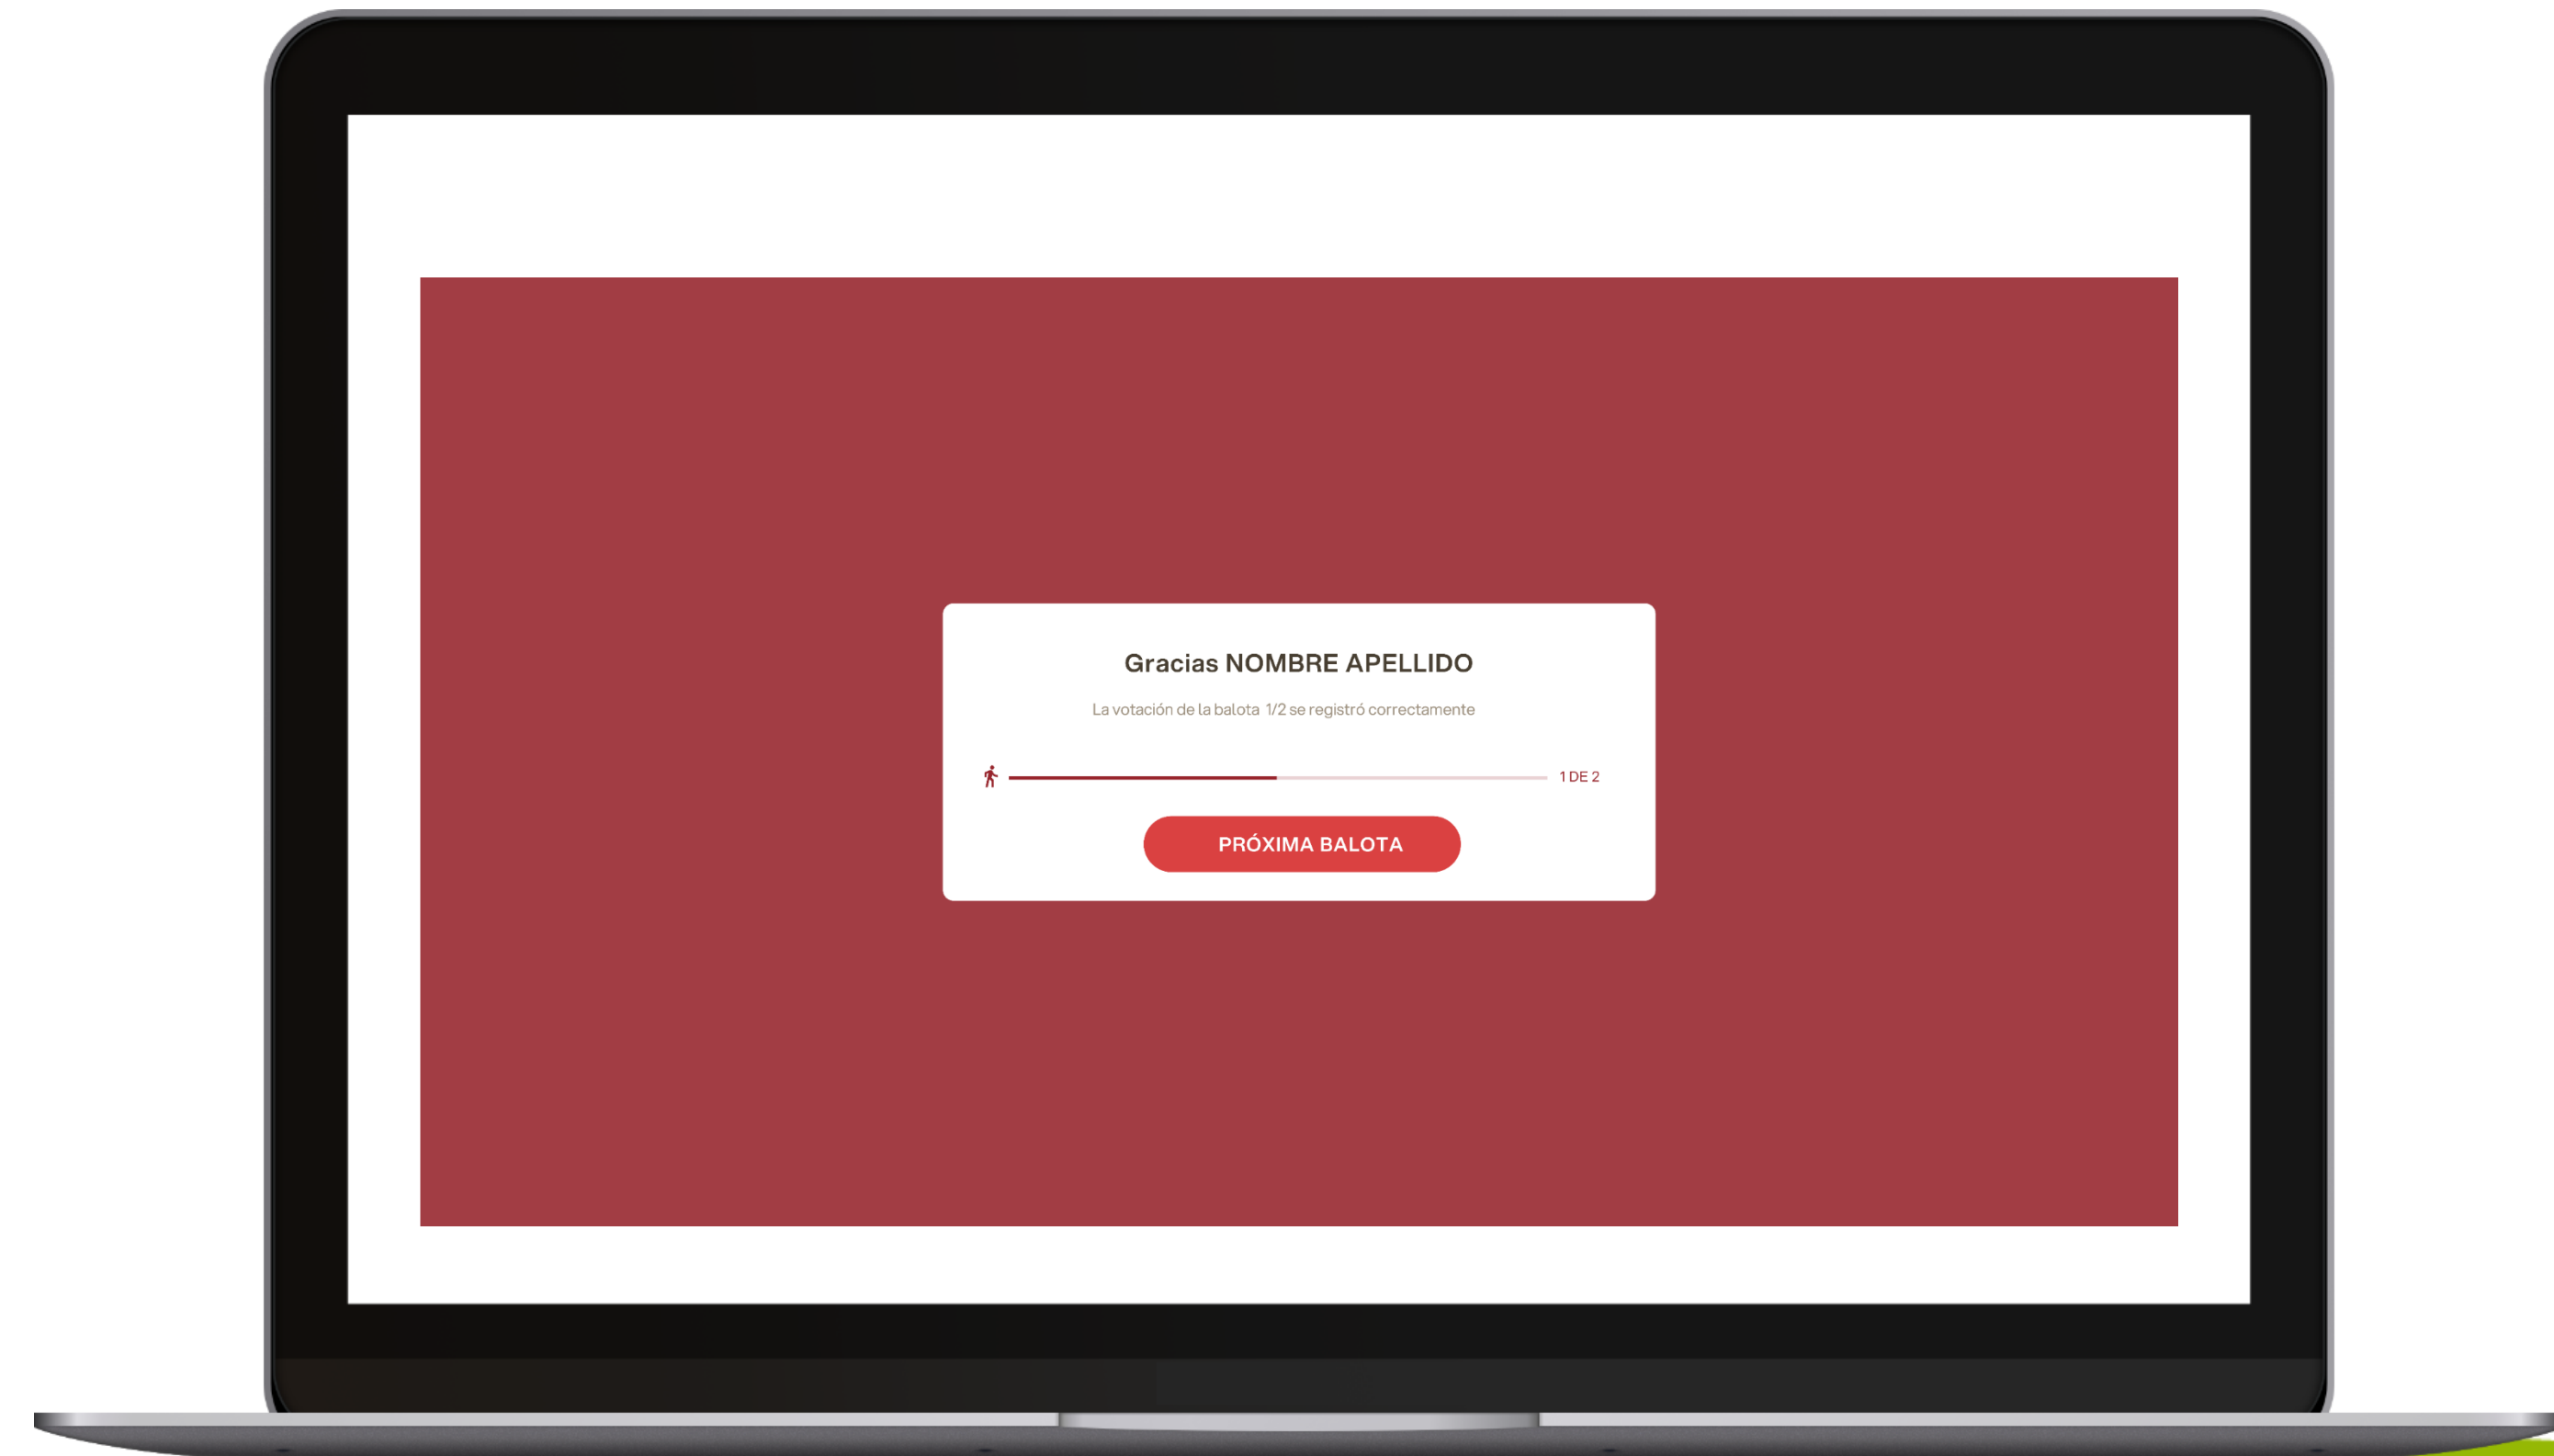 Gracias NOMBRE APELLIDO
La votación de la balota 1/2 se registró correctamente
1 DE 2
PRÓXIMA BALOTA